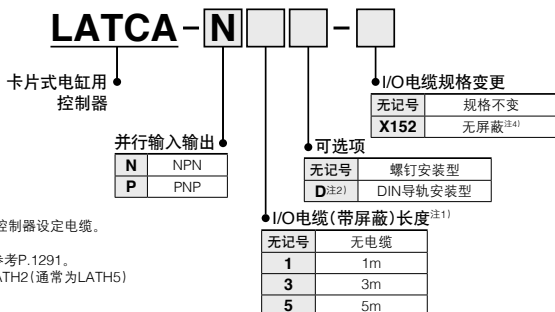 LATCA-N□□-□
卡片式电缸用
控制器
并行输入输出
N NPN
P PNP
I/O电缆规格变更
无记号 规格不变
X152 无屏蔽注4)
可选项
无记号 螺钉安装型
D注2) DIN导轨安装型
I/O电缆(带屏蔽)长度注1)
无记号 无电缆
1 1m
3 3m
5 5m
控制器设定电缆。
考P.1291。
ATH2(通常为LATH5)